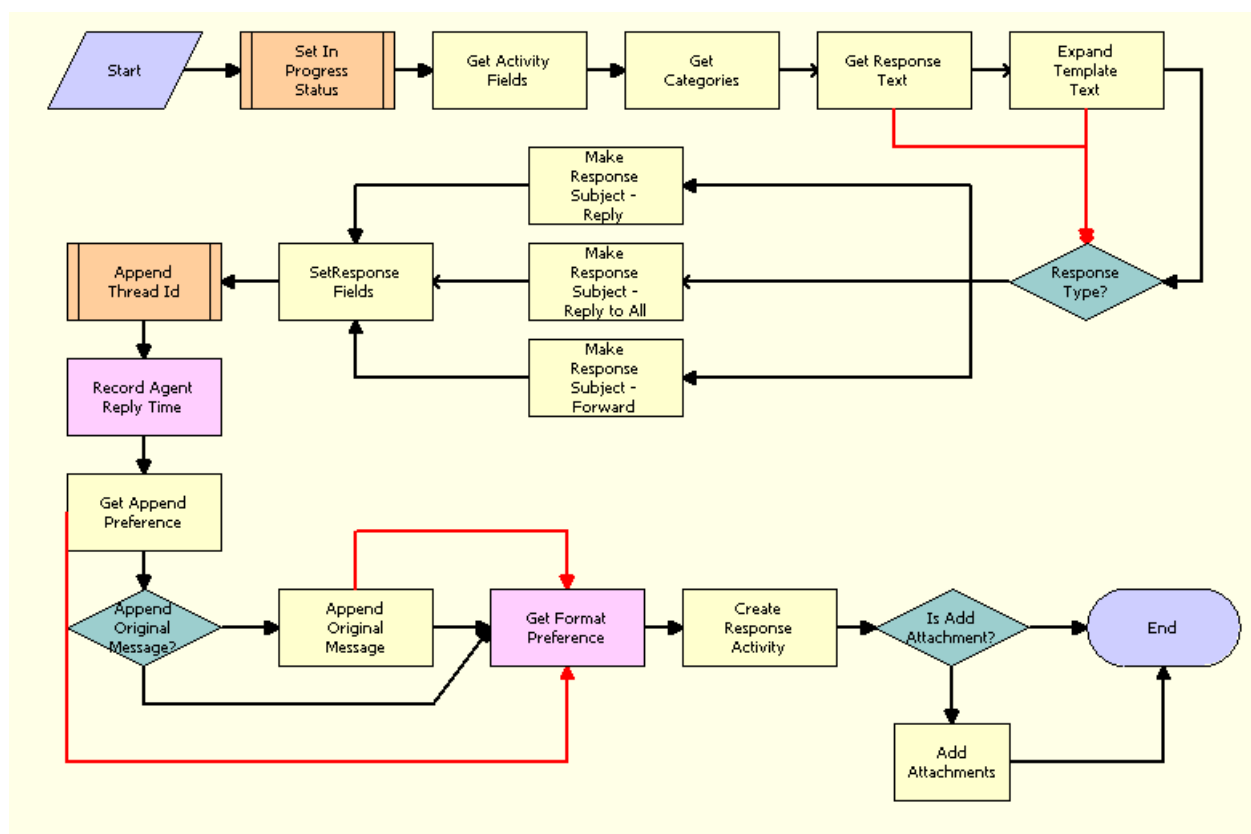 Start
Set In
Progress
Status
Get Activity
Fields
Get
Categories
Get Response
Text
Expand
Template
Text
Make
Response
Subject -
Reply
Append
Thread Id
SetResponse
Fields
Make
Response
Subject -
Reply to All
Response
Type?
Make
Response
Subject -
Forward
Record Agent
Reply Time
Get Append
Preference
Append
Original
Message?
Append
Original
Message
Get Format
Preference
Create
Response
Activity
Is Add
Attachment?
End
Add
Attachments